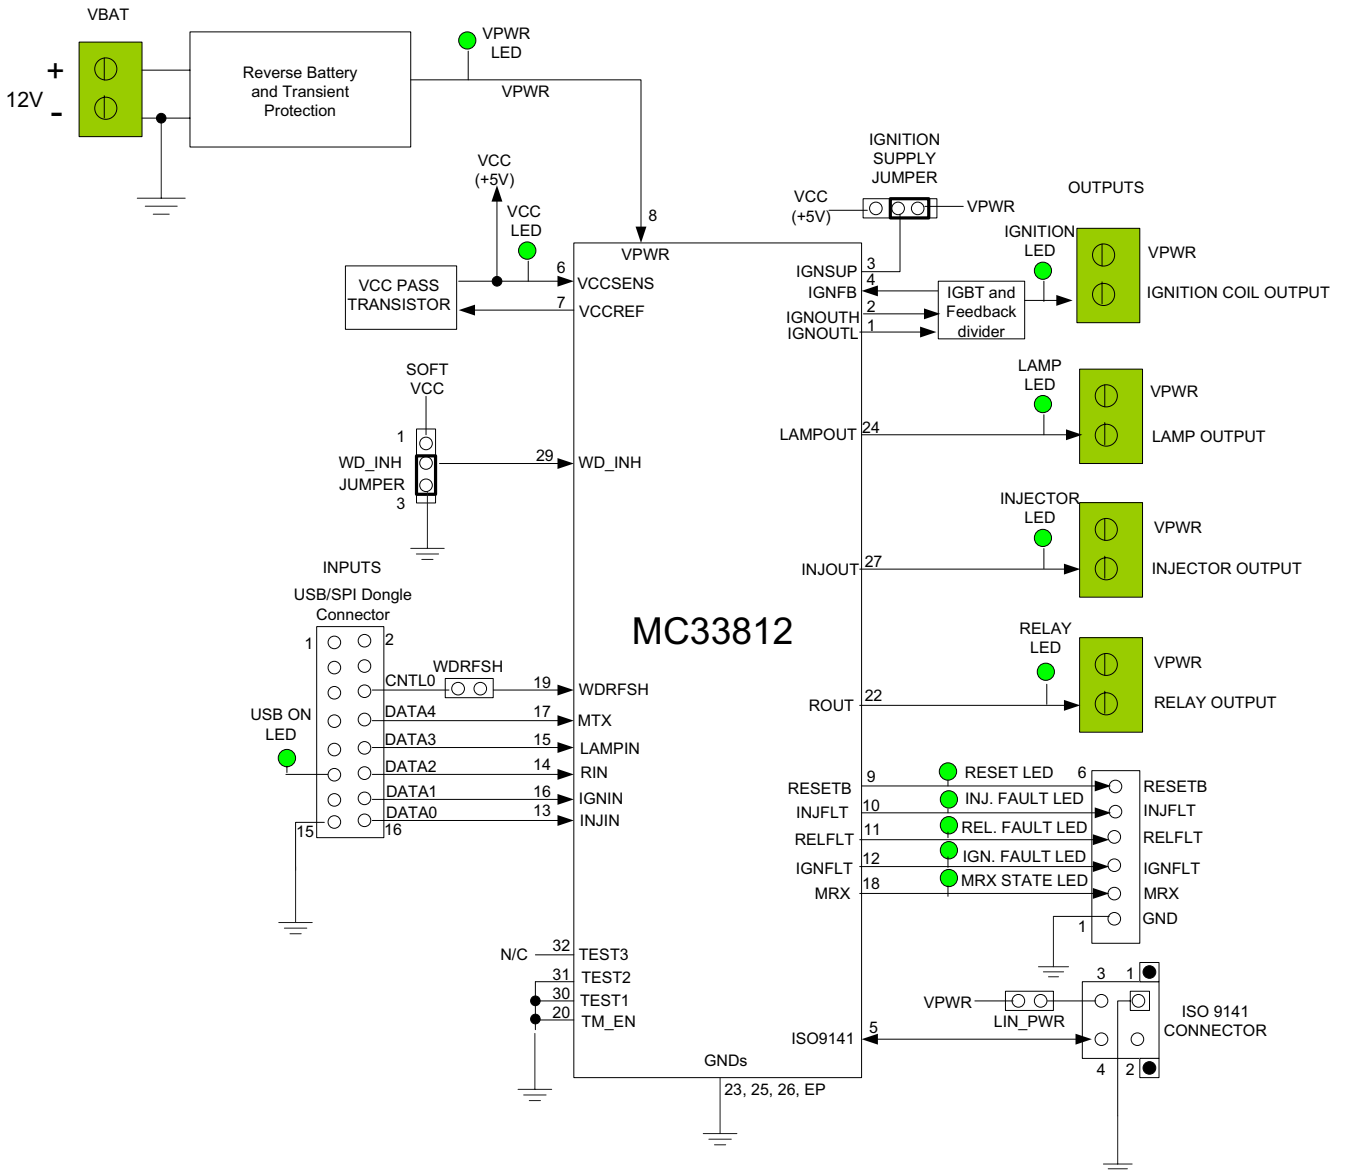 VBAT
+
12V
-
Reverse Battery
and Transient
Protection
VPWR
LED
VPWR
VCC
(+5V)
VCC
LED
8
VPWR
VCC PASS
TRANSISTOR
6
VCCSENS
7
VCCREF
SOFT
VCC
1
WD_INH
JUMPER
3
29
WD_INH
INPUTS
USB/SPI Dongle
Connector
1
2
CNTL0
WDRFSH
19
WDRFSH
DATA4
17
MTX
DATA3
15
LAMPIN
DATA2
14
RIN
DATA1
16
IGNIN
DATA0
13
INJIN
15
16
USB ON
LED
N/C
32
TEST3
31
TEST2
30
TEST1
20
TM_EN
MC33812
GNDs
23, 25, 26, EP
IGNITION
SUPPLY
JUMPER
VCC
(+5V)
VPWR
IGNSUP
3
IGNFB
4
IGNOUTH
2
IGNOUTL
1
IGBT and
Feedback
divider
OUTPUTS
IGNITION
LED
VPWR
IGNITION COIL OUTPUT
LAMP
LED
LAMPOUT
24
VPWR
LAMP OUTPUT
INJECTOR
LED
INJOUT
27
VPWR
INJECTOR OUTPUT
RELAY
LED
ROUT
22
VPWR
RELAY OUTPUT
RESETB
9
RESET LED
6
RESETB
INJFLT
10
INJ. FAULT LED
INJFLT
RELFLT
11
REL. FAULT LED
RELFLT
IGNFLT
12
IGN. FAULT LED
IGNFLT
MRX
18
MRX STATE LED
MRX
1
GND
VPWR
LIN_PWR
3
1
ISO 9141
CONNECTOR
ISO9141
5
4
2